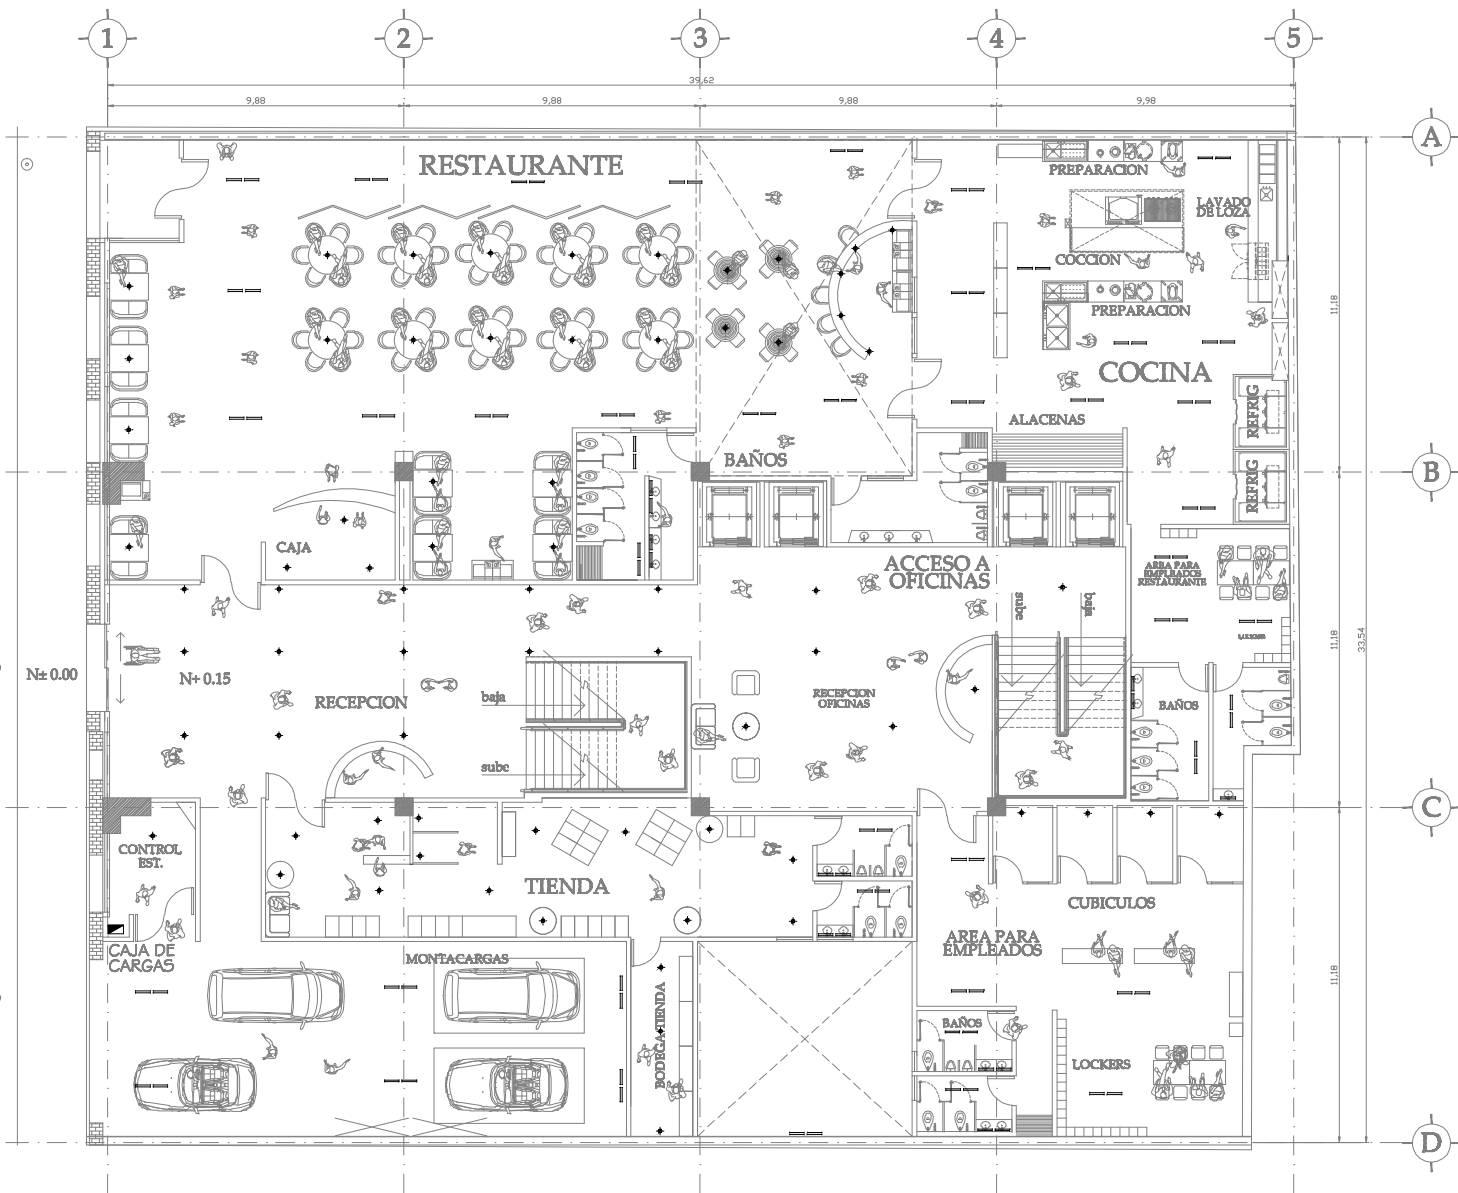 1 2 3 4 5
39,62
9,88 9,88 9,88 9,98
A
RESTAURANTE
PREPARACION
LAVADO
DE LOZA
COCCION
11,18
PREPARACION
COCINA
REFRIG
ALACENAS
BAÑOS
B
REFRIG
CAJA
ACCESO A
OFICINAS
AREA PARA
EMPLEADOS
RESTAURANTE
sube
baja
LOCKERS
11,18
33,54
N± 0.00
N+ 0.15
RECEPCION
baja
RECEPCION
OFICINAS
BAÑOS
sube
C
CONTROL
EST.
TIENDA
CUBICULOS
AREA PARA
EMPLEADOS
CAJA DE
CARGAS
MONTACARGAS
11,18
BODEGA TIENDA
BAÑOS
LOCKERS
D